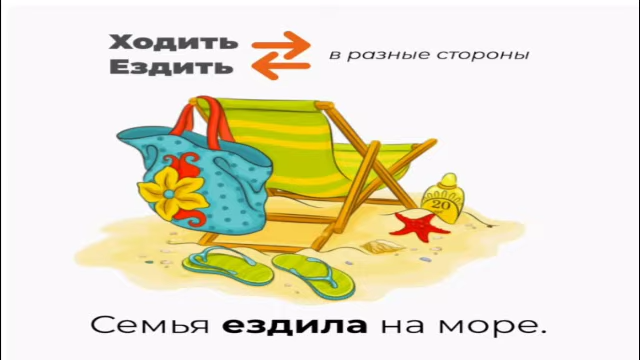 Ходить
Ездить
в разные стороны
20
Семья ездила на море.